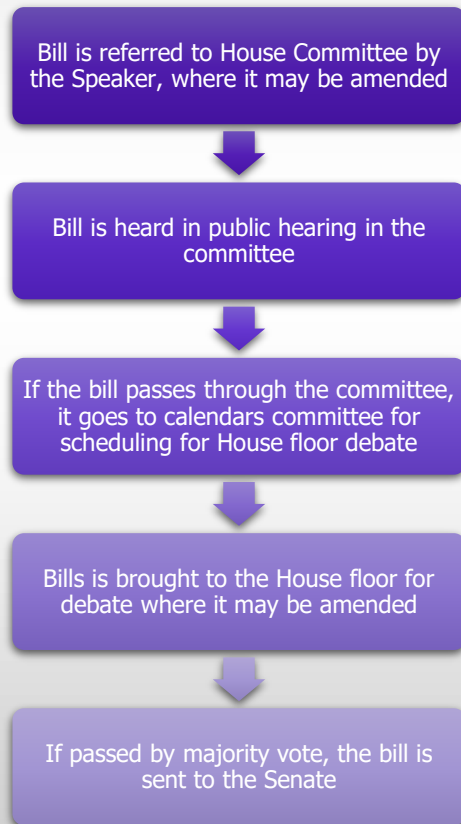 Bill is referred to House Committee by
the Speaker, where it may be amended
Bill is heard in public hearing in the
committee
If the bill passes through the committee,
it goes to calendars committee for
scheduling for House floor debate
Bills is brought to the House floor for
debate where it may be amended
If passed by majority vote, the bill is
sent to the Senate